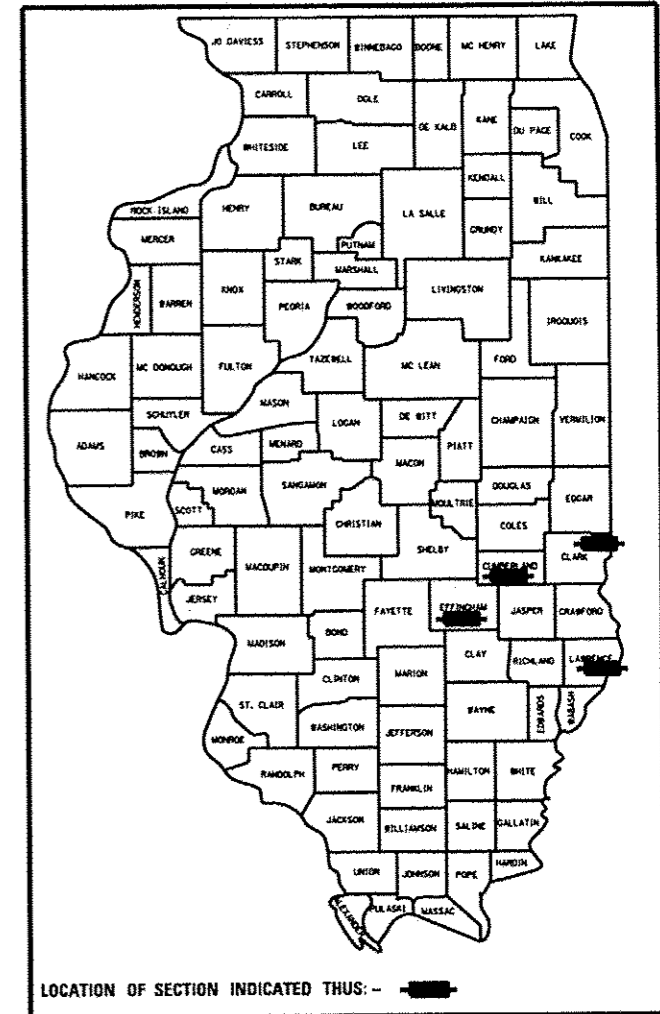 JO DAVIESS STEPHENSON WINNEBAGO BOONE MC HENRY LAKE
CARROLL OGLE DE KALB KANE DU PAGE COOK
WHITESIDE LEE KENDALL WILL
ROCK ISLAND HENRY BUREAU LA SALLE GRUNDY
MERCER PUTNAM KANKAKEE
STARK MARSHALL
HENDERSON WARREN KNOX PEORIA WOODFORD LIVINGSTON IROQUOIS
HANCOCK MC DONOUGH FULTON TAZEWELL MC LEAN FORD
SCHUYLER MASON LOGAN DE WITT CHAMPAIGN VERMILION
ADAMS BROWN CASS MENARD MACON PIATT
PIKE SCOTT MORGAN SANGAMON CHRISTIAN MOULTRIE DOUGLAS EDGAR
COLES
CALHOUN GREENE MACOUPIN MONTGOMERY SHELBY CUMBERLAND CLARK
JERSEY FAYETTE EFFINGHAM JASPER CRAWFORD
MADISON BOND
CLAY RICHLAND LAWRENCE
CLINTON MARION
ST. CLAIR WAYNE EDWARDS WABASH
MONROE WASHINGTON JEFFERSON
RANDOLPH PERRY HAMILTON WHITE
FRANKLIN
JACKSON WILLIAMSON SALINE GALLATIN
UNION JOHNSON POPE HARDIN
ALEXANDER PULASKI MASSAC
LOCATION OF SECTION INDICATED THUS: -